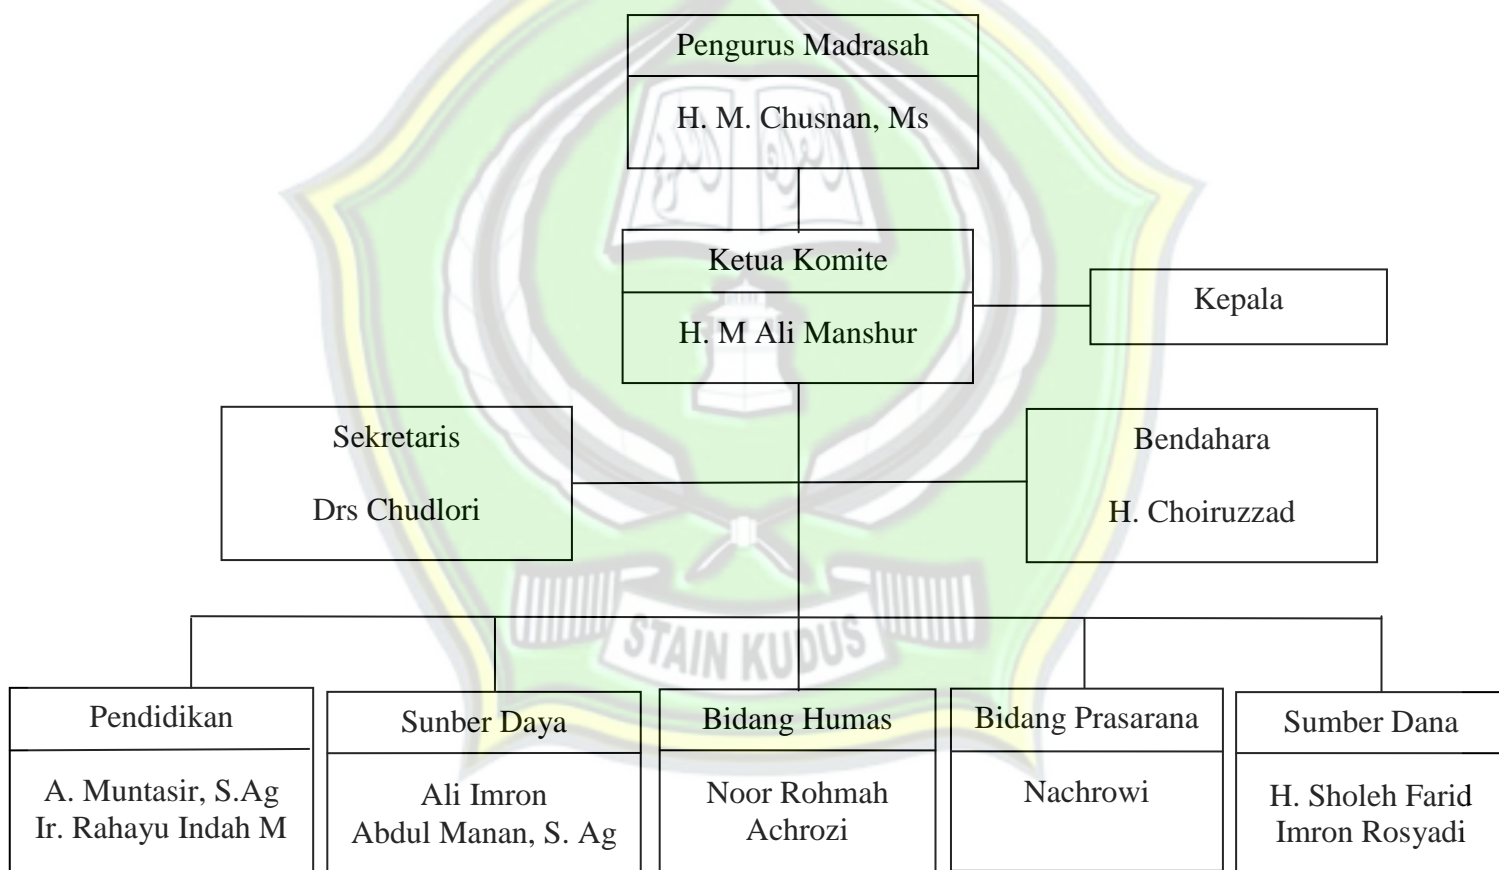 Pengurus Madrasah
H. M. Chusnan, Ms
Ketua Komite
H. M Ali Manshur
Kepala
Sekretaris
Drs Chudlori
Bendahara
H. Choiruzzad
STAIN KUDUS
Pendidikan
A. Muntasir, S.Ag
Ir. Rahayu Indah M
Sunber Daya
Ali Imron
Abdul Manan, S. Ag
Bidang Humas
Noor Rohmah
Achrozi
Bidang Prasarana
Nachrowi
Sumber Dana
H. Sholeh Farid
Imron Rosyadi